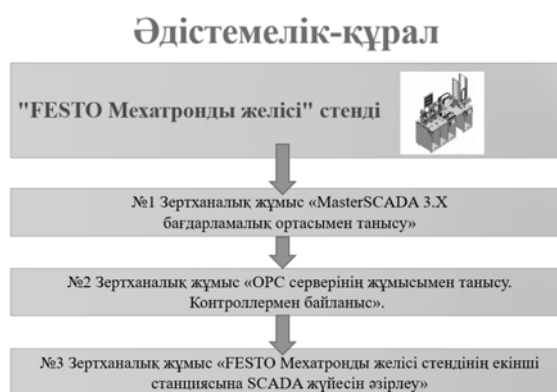 Әдістемелік-құрал
"FESTO Мехатронды желісі" стенді
№1 Зертханалық жұмыс «MasterSCADA 3.X
бағдарламалық ортасымен танысу»
№2 Зертханалық жұмыс «OPC серверінің жұмысымен танысу.
Контроллермен байланыс».
№3 Зертханалық жұмыс «FESTO Мехатронды желісі стендінің екінші
станциясына SCADA жүйесін әзірлеу»